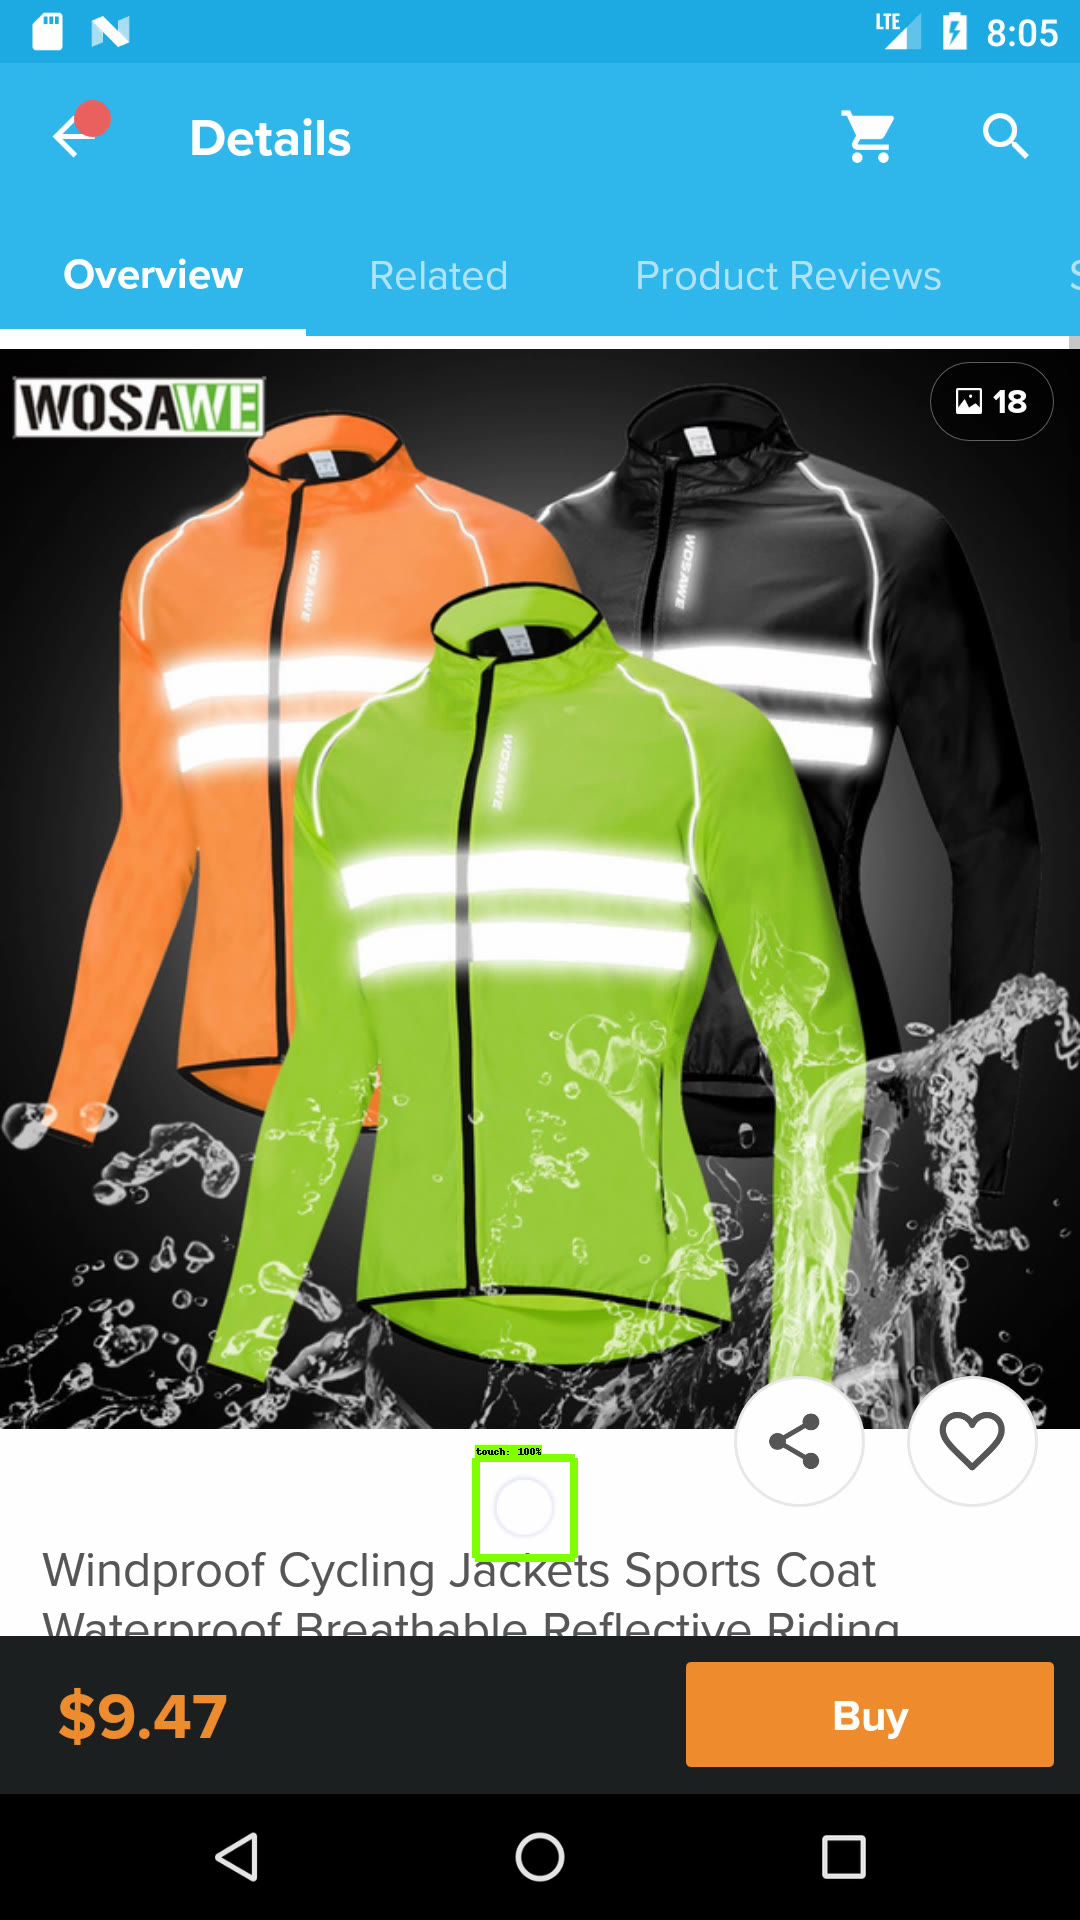 LTE 8:05
Details
Overview Related Product Reviews S
WOSAWE
18
WOSAWE
WOSAWE
WOSAWE
touch: 100%
Windproof Cycling Jackets Sports Coat
Waterproof Breathable Reflective Riding
$9.47
Buy